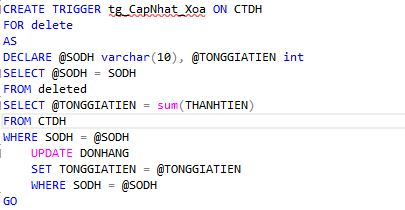 CREATE TRIGGER tg_CapNhat_Xoa ON CTDH
FOR delete
AS
DECLARE @SODH varchar(10), @TONGGIATIEN int
SELECT @SODH = SODH
FROM deleted
SELECT @TONGGIATIEN = sum(THANHTIEN)
FROM CTDH
WHERE SODH = @SODH
    UPDATE DONHANG
    SET TONGGIATIEN = @TONGGIATIEN
    WHERE SODH = @SODH
GO